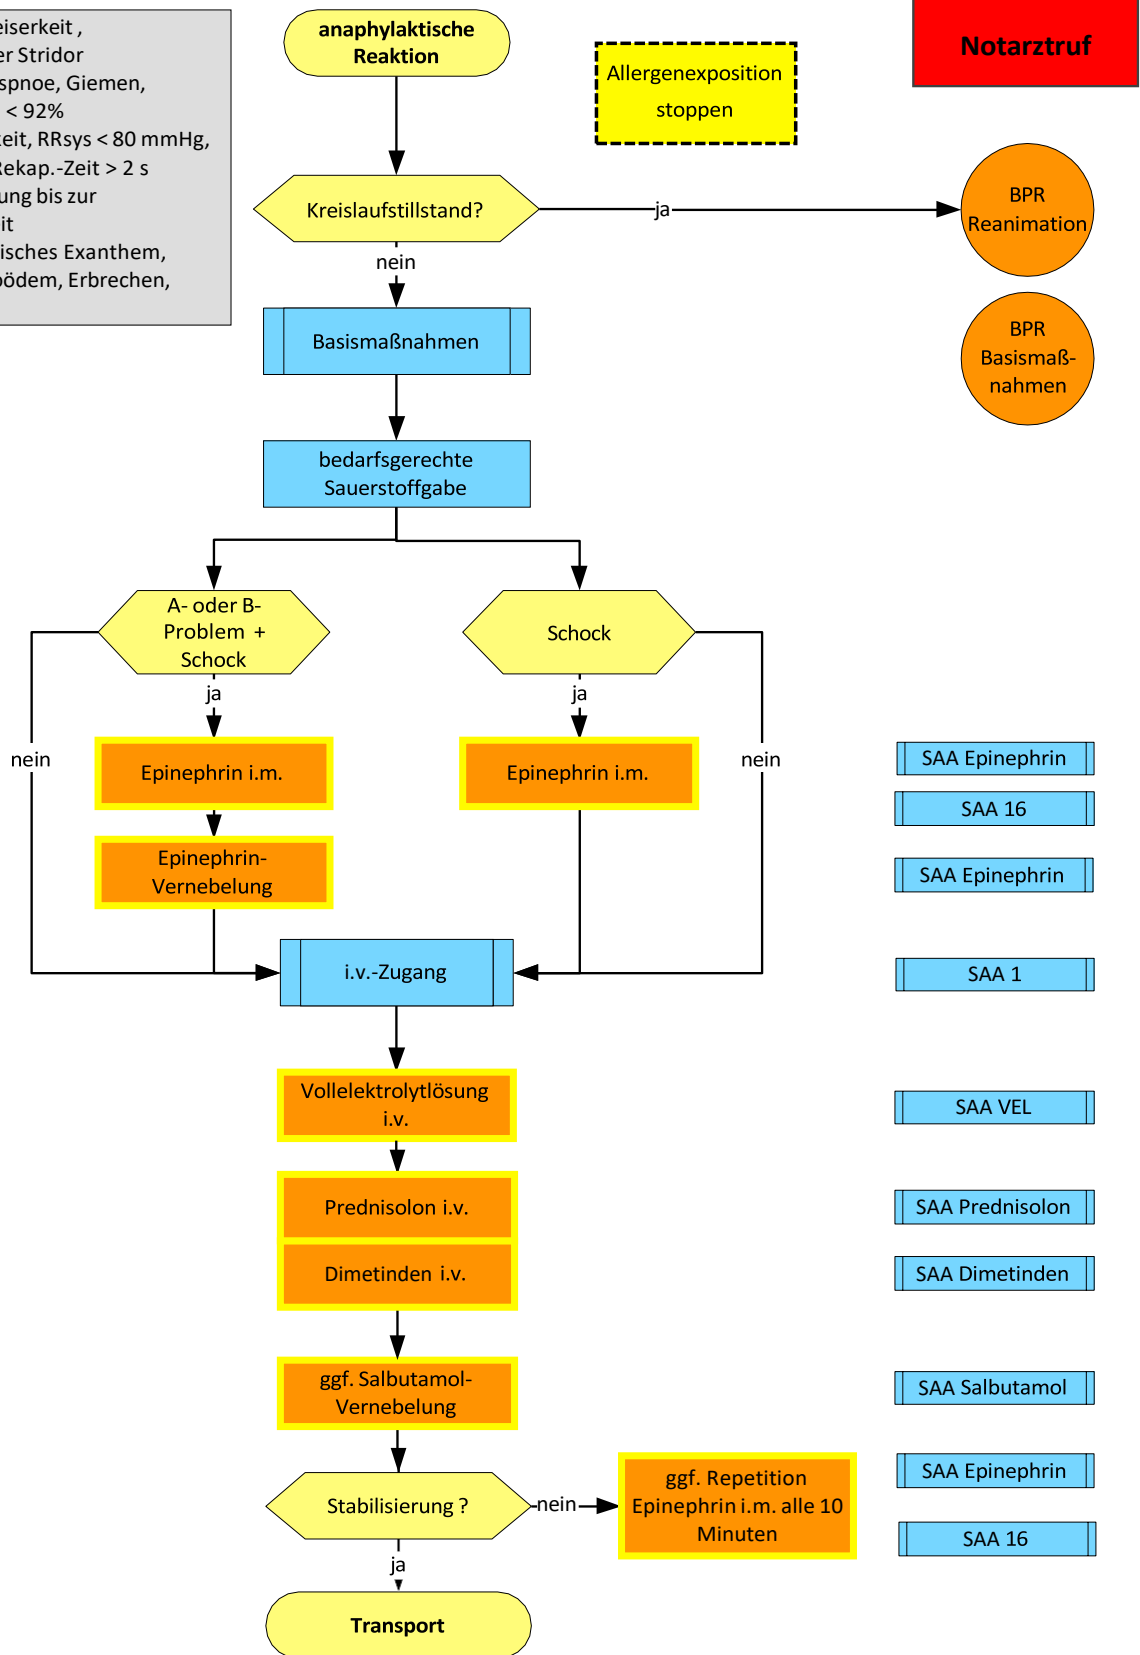 eiserkeit ,
er Stridor
spnoe, Giemen,
< 92%
keit, RRsys < 80 mmHg,
Rekap.-Zeit > 2 s
ung bis zur
eit
isches Exanthem,
oödem, Erbrechen,
anaphylaktische
Reaktion
Allergenexposition
stoppen
Notarztruf
Kreislaufstillstand?
ja
BPR
Reanimation
nein
Basismaßnahmen
BPR
Basismaß-
nahmen
bedarfsgerechte
Sauerstoffgabe
A- oder B-
Problem +
Schock
Schock
ja
ja
nein
Epinephrin i.m.
Epinephrin i.m.
nein
SAA Epinephrin
SAA 16
Epinephrin-
Vernebelung
SAA Epinephrin
i.v.-Zugang
SAA 1
Vollelektrolytlösung
i.v.
SAA VEL
Prednisolon i.v.
SAA Prednisolon
Dimetinden i.v.
SAA Dimetinden
ggf. Salbutamol-
Vernebelung
SAA Salbutamol
Stabilisierung ?
nein
ggf. Repetition
Epinephrin i.m. alle 10
Minuten
SAA Epinephrin
SAA 16
ja
Transport